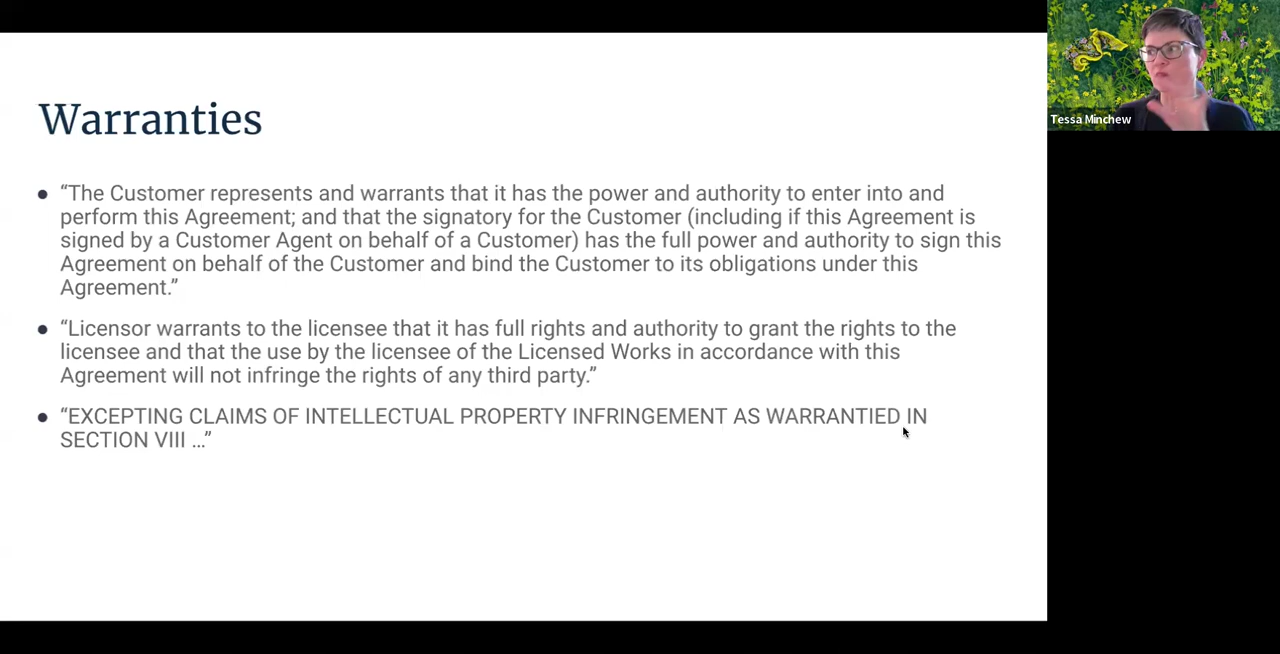 Warranties
• “The Customer represents and warrants that it has the power and authority to enter into and
perform this Agreement; and that the signatory for the Customer (including if this Agreement is
signed by a Customer Agent on behalf of a Customer) has the full power and authority to sign this
Agreement on behalf of the Customer and bind the Customer to its obligations under this
Agreement.”
• “Licensor warrants to the licensee that it has full rights and authority to grant the rights to the
licensee and that the use by the licensee of the Licensed Works in accordance with this
Agreement will not infringe the rights of any third party.”
• “EXCEPTING CLAIMS OF INTELLECTUAL PROPERTY INFRINGEMENT AS WARRANTIED IN
SECTION VIII …”
Tessa Minchew